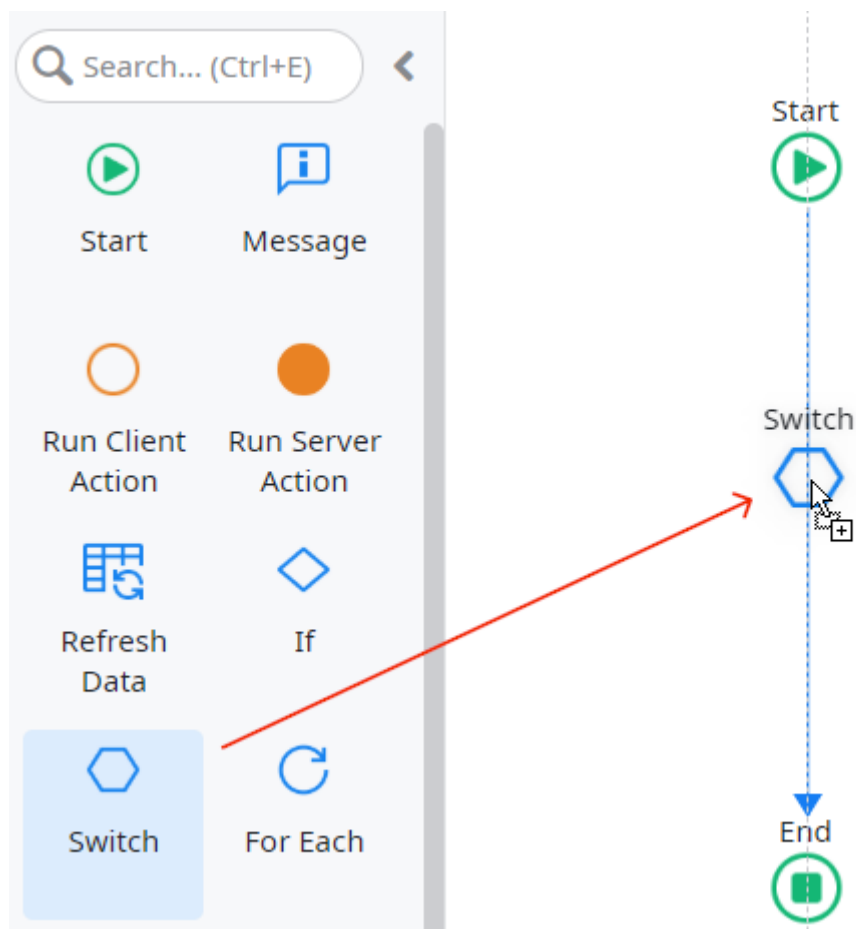 Search... (Ctrl+E)
Start
Start
Message
Run Client
Action
Run Server
Action
Switch
Refresh
Data
If
Switch
For Each
End